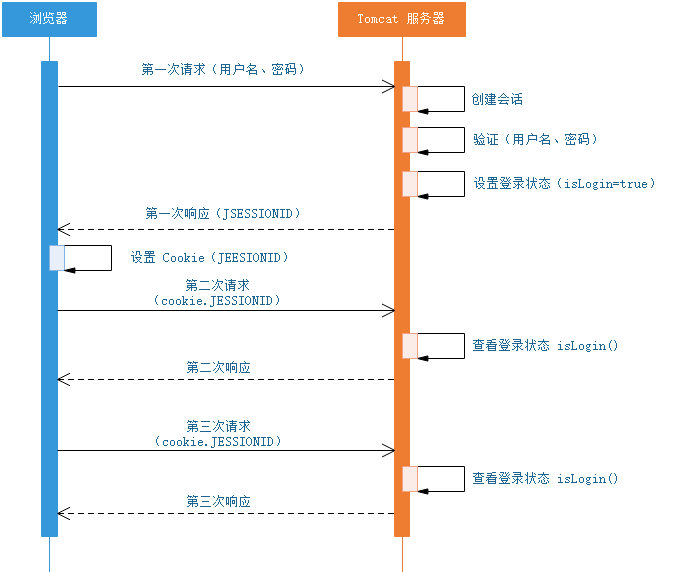 浏览器
Tomcat 服务器
第一次请求（用户名、密码）
创建会话
验证（用户名、密码）
设置登录状态（isLogin=true）
第一次响应（JSESSIONID）
设置 Cookie（JEESIONID）
第二次请求
（cookie.JESSIONID）
查看登录状态 isLogin()
第二次响应
第三次请求
（cookie.JESSIONID）
查看登录状态 isLogin()
第三次响应